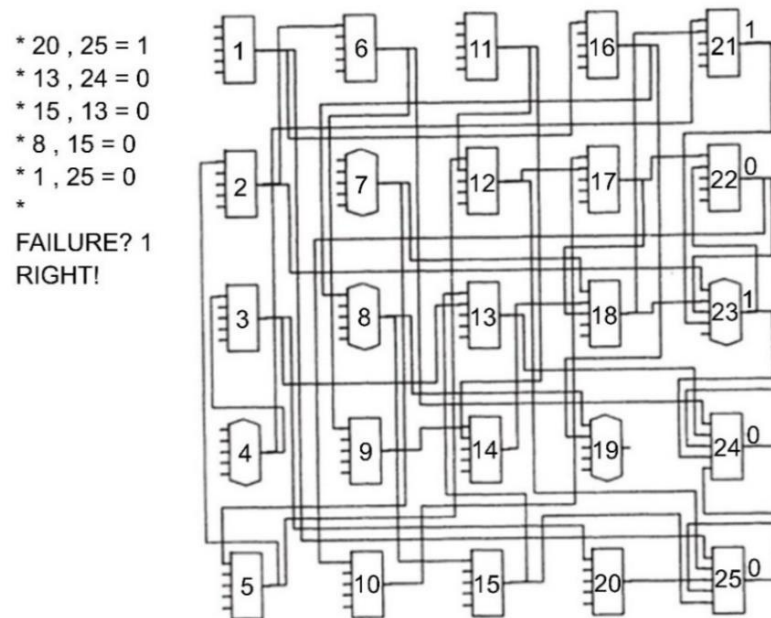 * 20 , 25 = 1
* 13 , 24 = 0
* 15 , 13 = 0
* 8 , 15 = 0
* 1 , 25 = 0
*
FAILURE? 1
RIGHT!
1 6 11 16 21 1
2 7 12 17 22 0
3 8 13 18 23 1
4 9 14 19 24 0
5 10 15 20 25 0